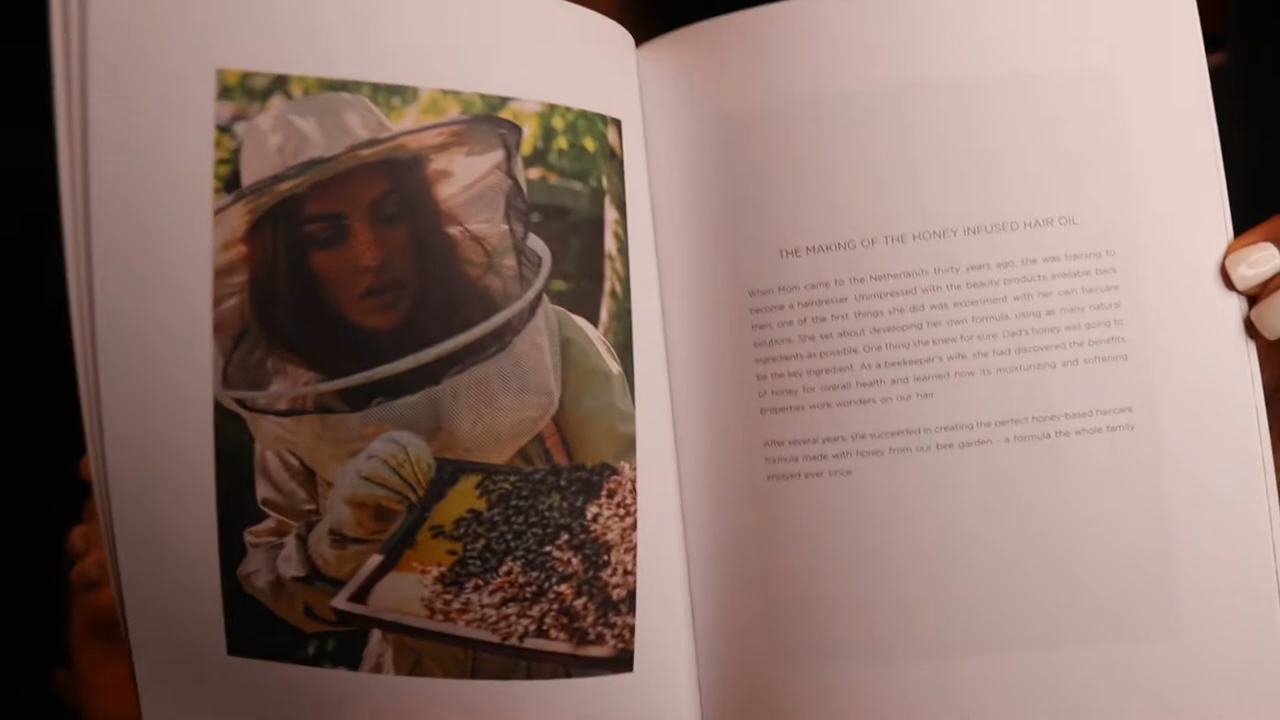 THE MAKING OF THE HONEY INFUSED HAIR OIL
When Mom came to the Netherlands thirty years ago, she was training to
become a hairdresser. Unimpressed with the beauty products available back
then, one of the first things she did was experiment with her own haircare
solutions. She set about developing her own formula, using as many natural
ingredients as possible. One thing she knew for sure: Dad's honey was going to
be the key ingredient. As a beekeeper's wife, she had discovered the benefits
of honey for overall health and learned how its moisturizing and softening
properties work wonders on our hair.
After several years, she succeeded in creating the perfect honey-based haircare
formula made with honey from our bee garden - a formula the whole family
enjoyed ever since.